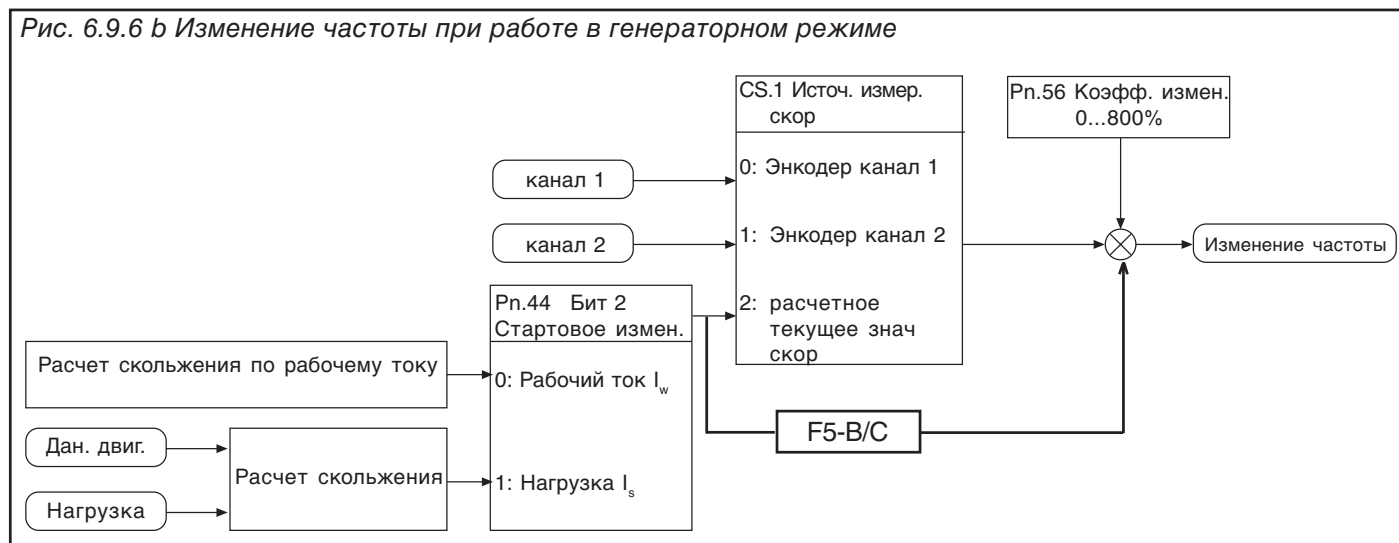 Рис. 6.9.6 b Изменение частоты при работе в генераторном режиме
CS.1 Источ. измер.
скор
0: Энкодер канал 1
1: Энкодер канал 2
2: расчетное
текущее знач
скор
Pn.56 Коэфф. измен.
0...800%
канал 1
канал 2
Изменение частоты
Pn.44 Бит 2
Стартовое измен.
0: Рабочий ток Iw
1: Нагрузка Is
Расчет скольжения по рабочему току
Дан. двиг.
Нагрузка
Расчет скольжения
F5-B/C